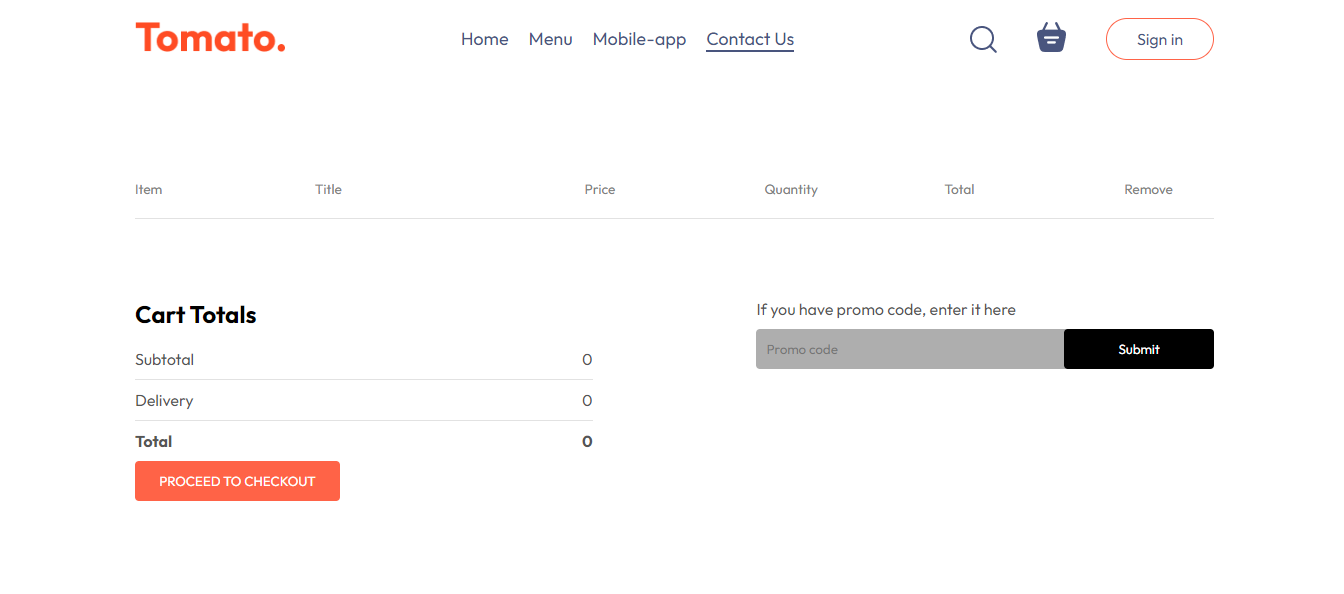 Tomato.
Home Menu Mobile-app Contact Us
Sign in
Item Title Price Quantity Total Remove
Cart Totals
Subtotal 0
Delivery 0
Total 0
PROCEED TO CHECKOUT
If you have promo code, enter it here
Promo code Submit